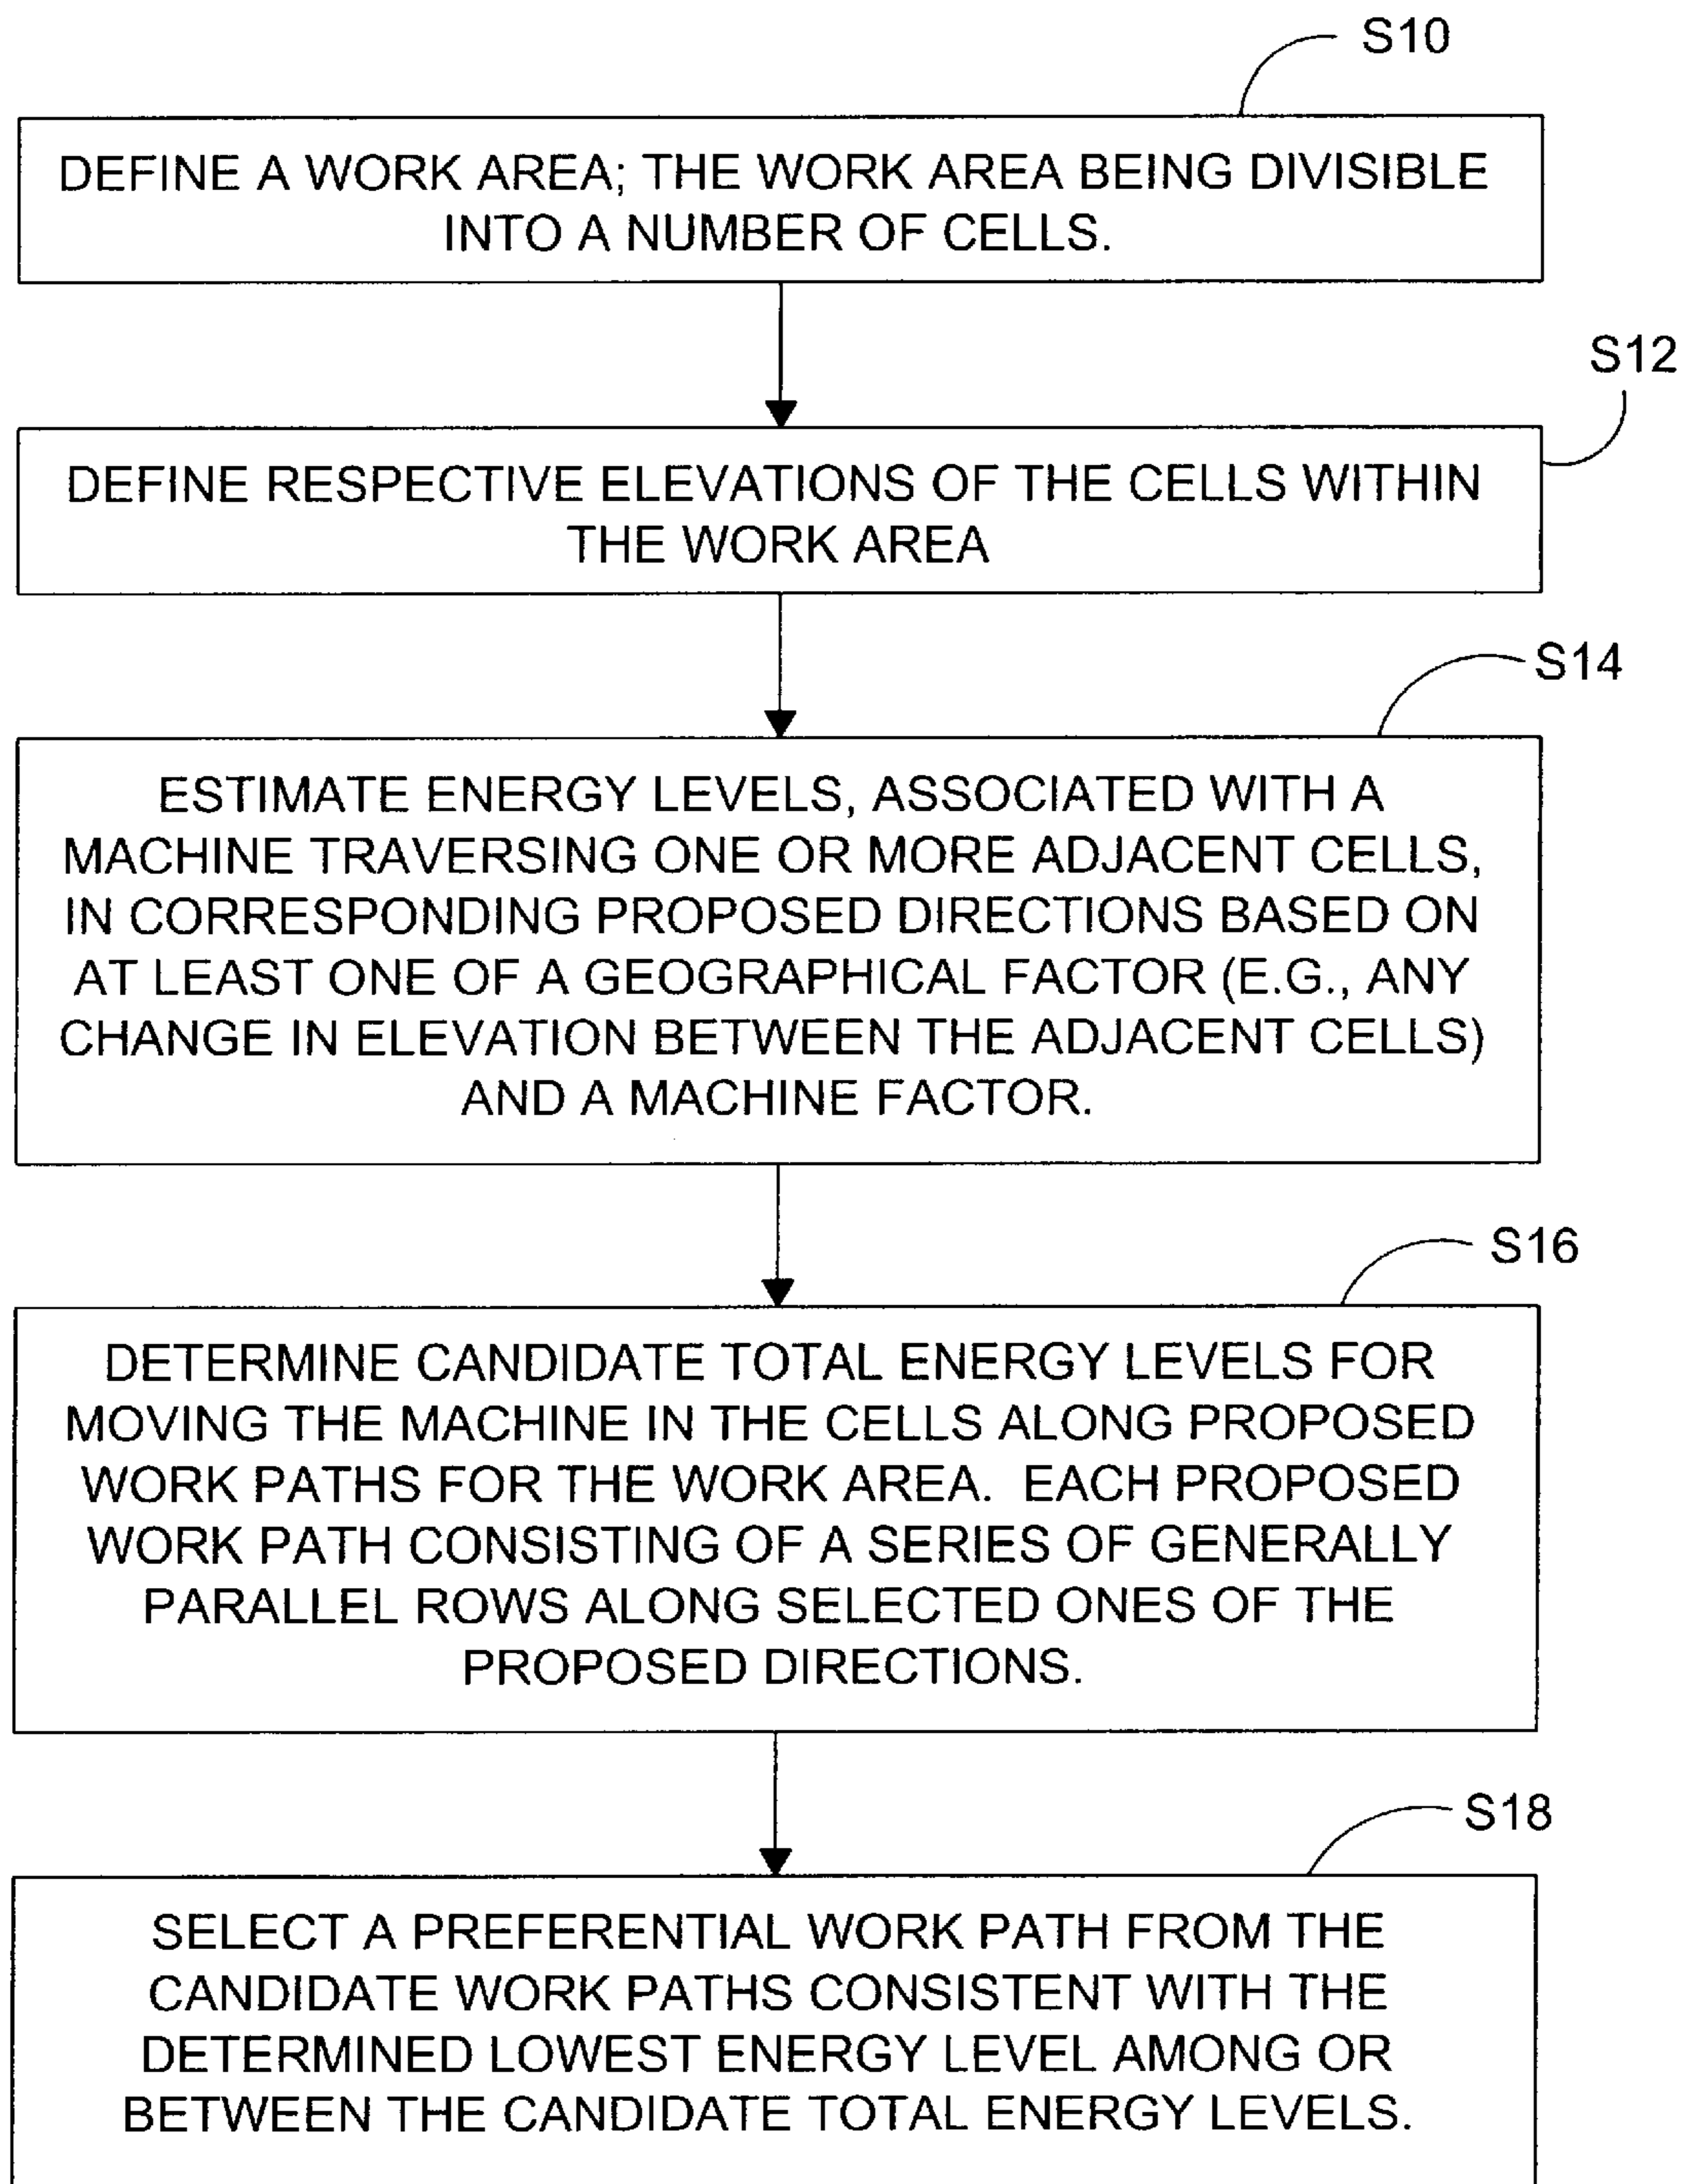 S10
DEFINE A WORK AREA; THE WORK AREA BEING DIVISIBLE
INTO A NUMBER OF CELLS.
S12
DEFINE RESPECTIVE ELEVATIONS OF THE CELLS WITHIN
THE WORK AREA
S14
ESTIMATE ENERGY LEVELS, ASSOCIATED WITH A
MACHINE TRAVERSING ONE OR MORE ADJACENT CELLS,
IN CORRESPONDING PROPOSED DIRECTIONS BASED ON
AT LEAST ONE OF A GEOGRAPHICAL FACTOR (E.G., ANY
CHANGE IN ELEVATION BETWEEN THE ADJACENT CELLS)
AND A MACHINE FACTOR.
S16
DETERMINE CANDIDATE TOTAL ENERGY LEVELS FOR
MOVING THE MACHINE IN THE CELLS ALONG PROPOSED
WORK PATHS FOR THE WORK AREA. EACH PROPOSED
WORK PATH CONSISTING OF A SERIES OF GENERALLY
PARALLEL ROWS ALONG SELECTED ONES OF THE
PROPOSED DIRECTIONS.
S18
SELECT A PREFERENTIAL WORK PATH FROM THE
CANDIDATE WORK PATHS CONSISTENT WITH THE
DETERMINED LOWEST ENERGY LEVEL AMONG OR
BETWEEN THE CANDIDATE TOTAL ENERGY LEVELS.